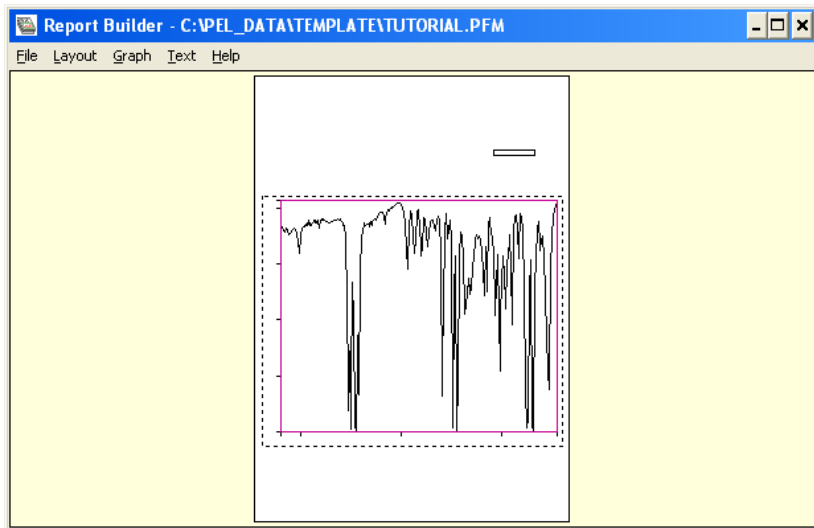 Report Builder - C:\PEL_DATA\TEMPLATE\TUTORIAL.PFM
File Layout Graph Text Help